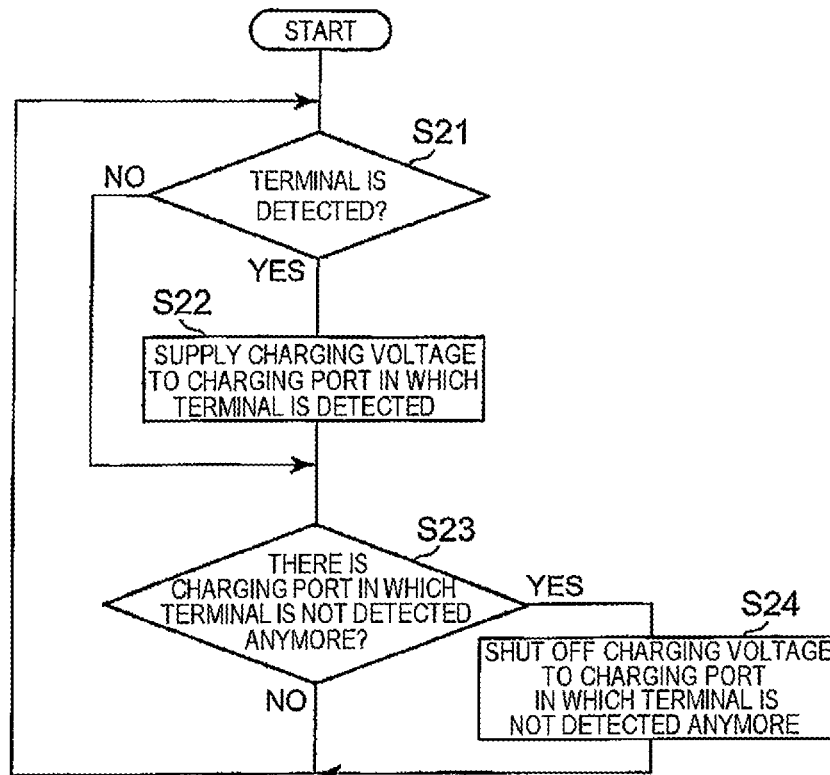 START
S21
NO
TERMINAL IS
DETECTED?
YES
S22
SUPPLY CHARGING VOLTAGE
TO CHARGING PORT IN WHICH
TERMINAL IS DETECTED
S23
THERE IS
CHARGING PORT IN WHICH
TERMINAL IS NOT DETECTED
ANYMORE?
YES
S24
SHUT OFF CHARGING VOLTAGE
TO CHARGING PORT
IN WHICH TERMINAL IS
NOT DETECTED ANYMORE
NO